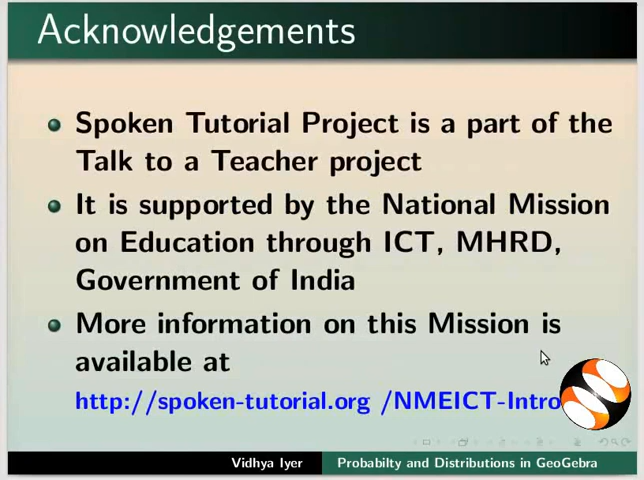 Acknowledgements
Spoken Tutorial Project is a part of the
Talk to a Teacher project
It is supported by the National Mission
on Education through ICT, MHRD,
Government of India
More information on this Mission is
available at
http://spoken-tutorial.org /NMEICT-Intro
Vidhya Iyer
Probabilty and Distributions in GeoGebra